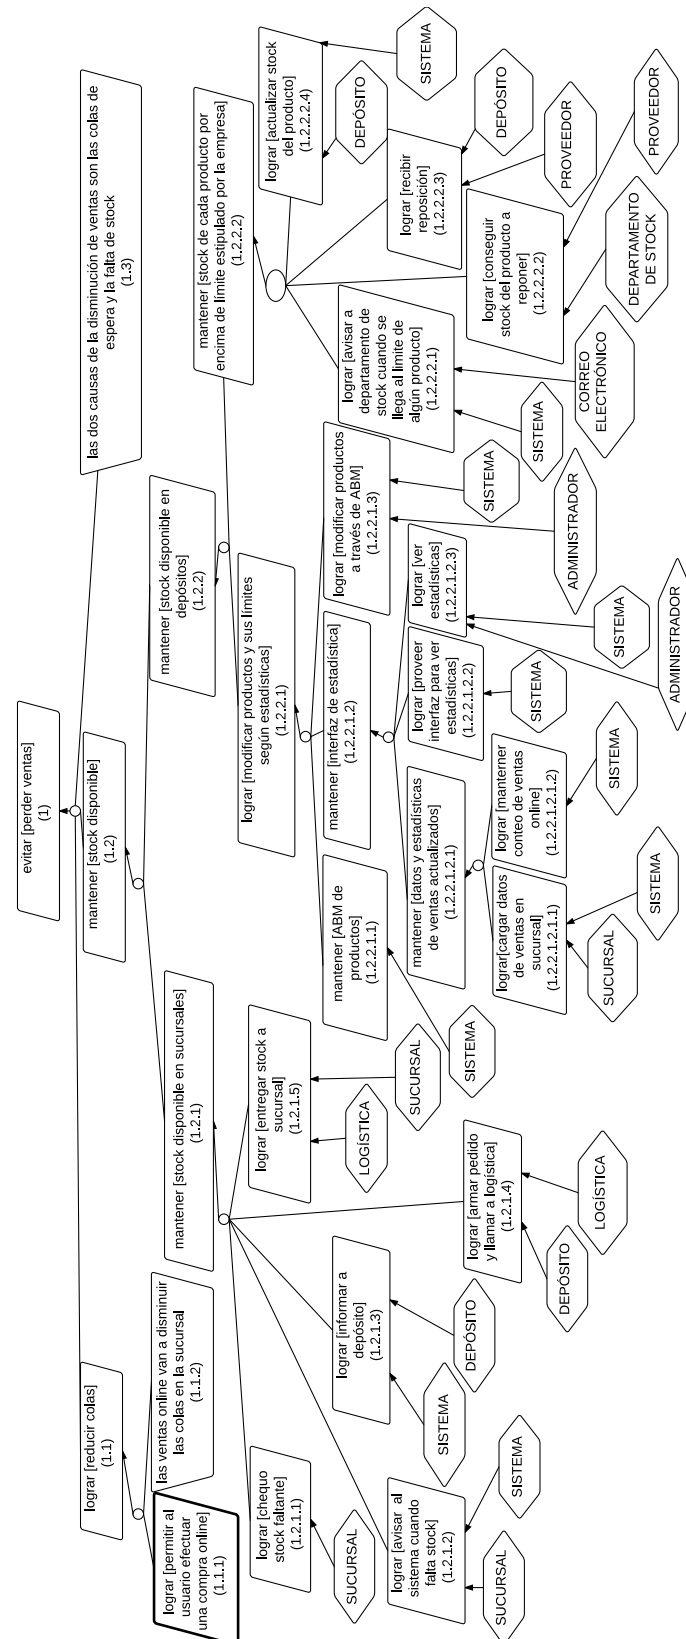 evitar [perder ventas]
(1)
lograr [reducir colas]
(1.1)
mantener [stock disponible]
(1.2)
las dos causas de la disminución de ventas son las colas de
espera y la falta de stock
(1.3)
lograr [permitir al
usuario efectuar
una compra online]
(1.1.1)
las ventas online van a disminuir
las colas en la sucursal
(1.1.2)
mantener [stock disponible en sucursales]
(1.2.1)
mantener [stock disponible en
depósitos]
(1.2.2)
lograr [chequo
stock faltante]
(1.2.1.1)
SUCURSAL
lograr [avisar al
sistema cuando
falta stock]
(1.2.1.2)
SUCURSAL
SISTEMA
lograr [informar a
depósito]
(1.2.1.3)
SISTEMA
DEPÓSITO
lograr [armar pedido
y llamar a logística]
(1.2.1.4)
DEPÓSITO
LOGÍSTICA
lograr [entregar stock a
sucursal]
(1.2.1.5)
LOGÍSTICA
SUCURSAL
lograr [modificar productos y sus límites
según estadísticas]
(1.2.2.1)
mantener [stock de cada producto por
encima de límite estipulado por la empresa]
(1.2.2.2)
mantener [ABM de
productos]
(1.2.2.1.1)
SISTEMA
mantener [interfaz de estadística]
(1.2.2.1.2)
lograr [modificar productos
a través de ABM]
(1.2.2.1.3)
ADMINISTRADOR
SISTEMA
mantener [datos y estadísticas
de ventas actualizados]
(1.2.2.1.2.1)
lograr [proveer
interfaz para ver
estadísticas]
(1.2.2.1.2.2)
SISTEMA
lograr [ver
estadísticas]
(1.2.2.1.2.3)
ADMINISTRADOR
SISTEMA
lograr[cargar datos
de ventas en
sucursal]
(1.2.2.1.2.1.1)
SUCURSAL
SISTEMA
lograr [mantener
conteo de ventas
online]
(1.2.2.1.2.1.2)
SISTEMA
lograr [avisar a
departamento de
stock cuando se
llega al limite de
algún producto]
(1.2.2.2.1)
SISTEMA
CORREO
ELECTRÓNICO
lograr [conseguir
stock del producto a
reponer]
(1.2.2.2.2)
DEPARTAMENTO
DE STOCK
PROVEEDOR
lograr [recibir
reposición]
(1.2.2.2.3)
PROVEEDOR
DEPÓSITO
lograr [actualizar stock
del producto]
(1.2.2.2.4)
DEPÓSITO
SISTEMA